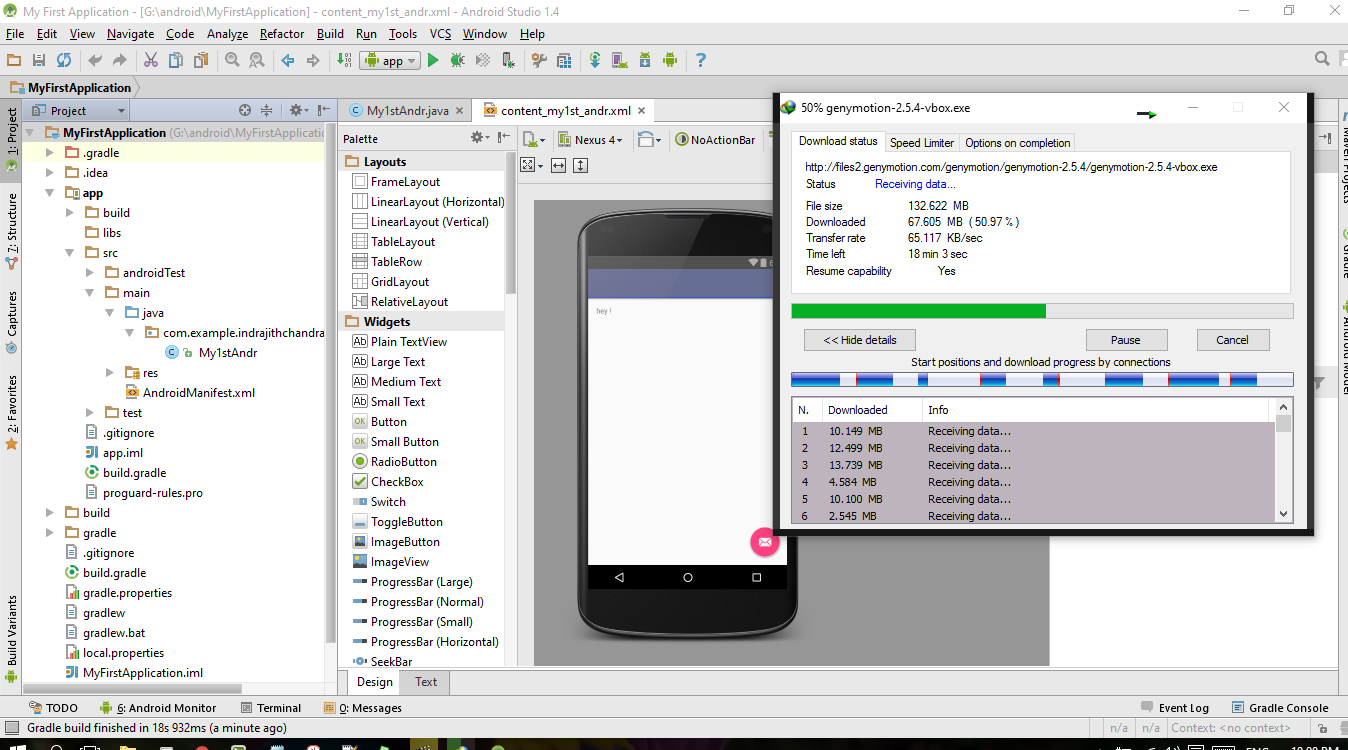 My First Application - [G:\android\MyFirstApplication] - content_my1st_andr.xml - Android Studio 1.4
File Edit View Navigate Code Analyze Refactor Build Run Tools VCS Window Help
app
MyFirstApplication
1: Project
7: Structure
Captures
2: Favorites
Build Variants
Project
MyFirstApplication (G:\android\MyFirstApplicatio
.gradle
.idea
app
build
libs
src
androidTest
main
java
com.example.indrajithchandra
My1stAndr
res
AndroidManifest.xml
test
.gitignore
app.iml
build.gradle
proguard-rules.pro
build
gradle
.gitignore
build.gradle
gradle.properties
gradlew
gradlew.bat
local.properties
MyFirstApplication.iml
My1stAndr.java content_my1st_andr.xml
Palette
Layouts
FrameLayout
LinearLayout (Horizontal)
LinearLayout (Vertical)
TableLayout
TableRow
GridLayout
RelativeLayout
Widgets
Plain TextView
Large Text
Medium Text
Small Text
Button
Small Button
RadioButton
CheckBox
Switch
ToggleButton
ImageButton
ImageView
ProgressBar (Large)
ProgressBar (Normal)
ProgressBar (Small)
ProgressBar (Horizontal)
SeekBar
Design Text
Nexus 4 NoActionBar
6
hey !
50% genymotion-2.5.4-vbox.exe
Download status Speed Limiter Options on completion
http://files2.genymotion.com/genymotion/genymotion-2.5.4/genymotion-2.5.4-vbox.exe
Status Receiving data...
File size 132.622 MB
Downloaded 67.605 MB ( 50.97 % )
Transfer rate 65.117 KB/sec
Time left 18 min 3 sec
Resume capability Yes
<< Hide details Pause Cancel
Start positions and download progress by connections
N. Downloaded Info
1 10.149 MB Receiving data...
2 12.499 MB Receiving data...
3 13.739 MB Receiving data...
4 4.584 MB Receiving data...
5 10.100 MB Receiving data...
6 2.545 MB Receiving data...
TODO 6: Android Monitor Terminal 0: Messages Event Log Gradle Console
Gradle build finished in 18s 932ms (a minute ago) n/a n/a Context: <no context>